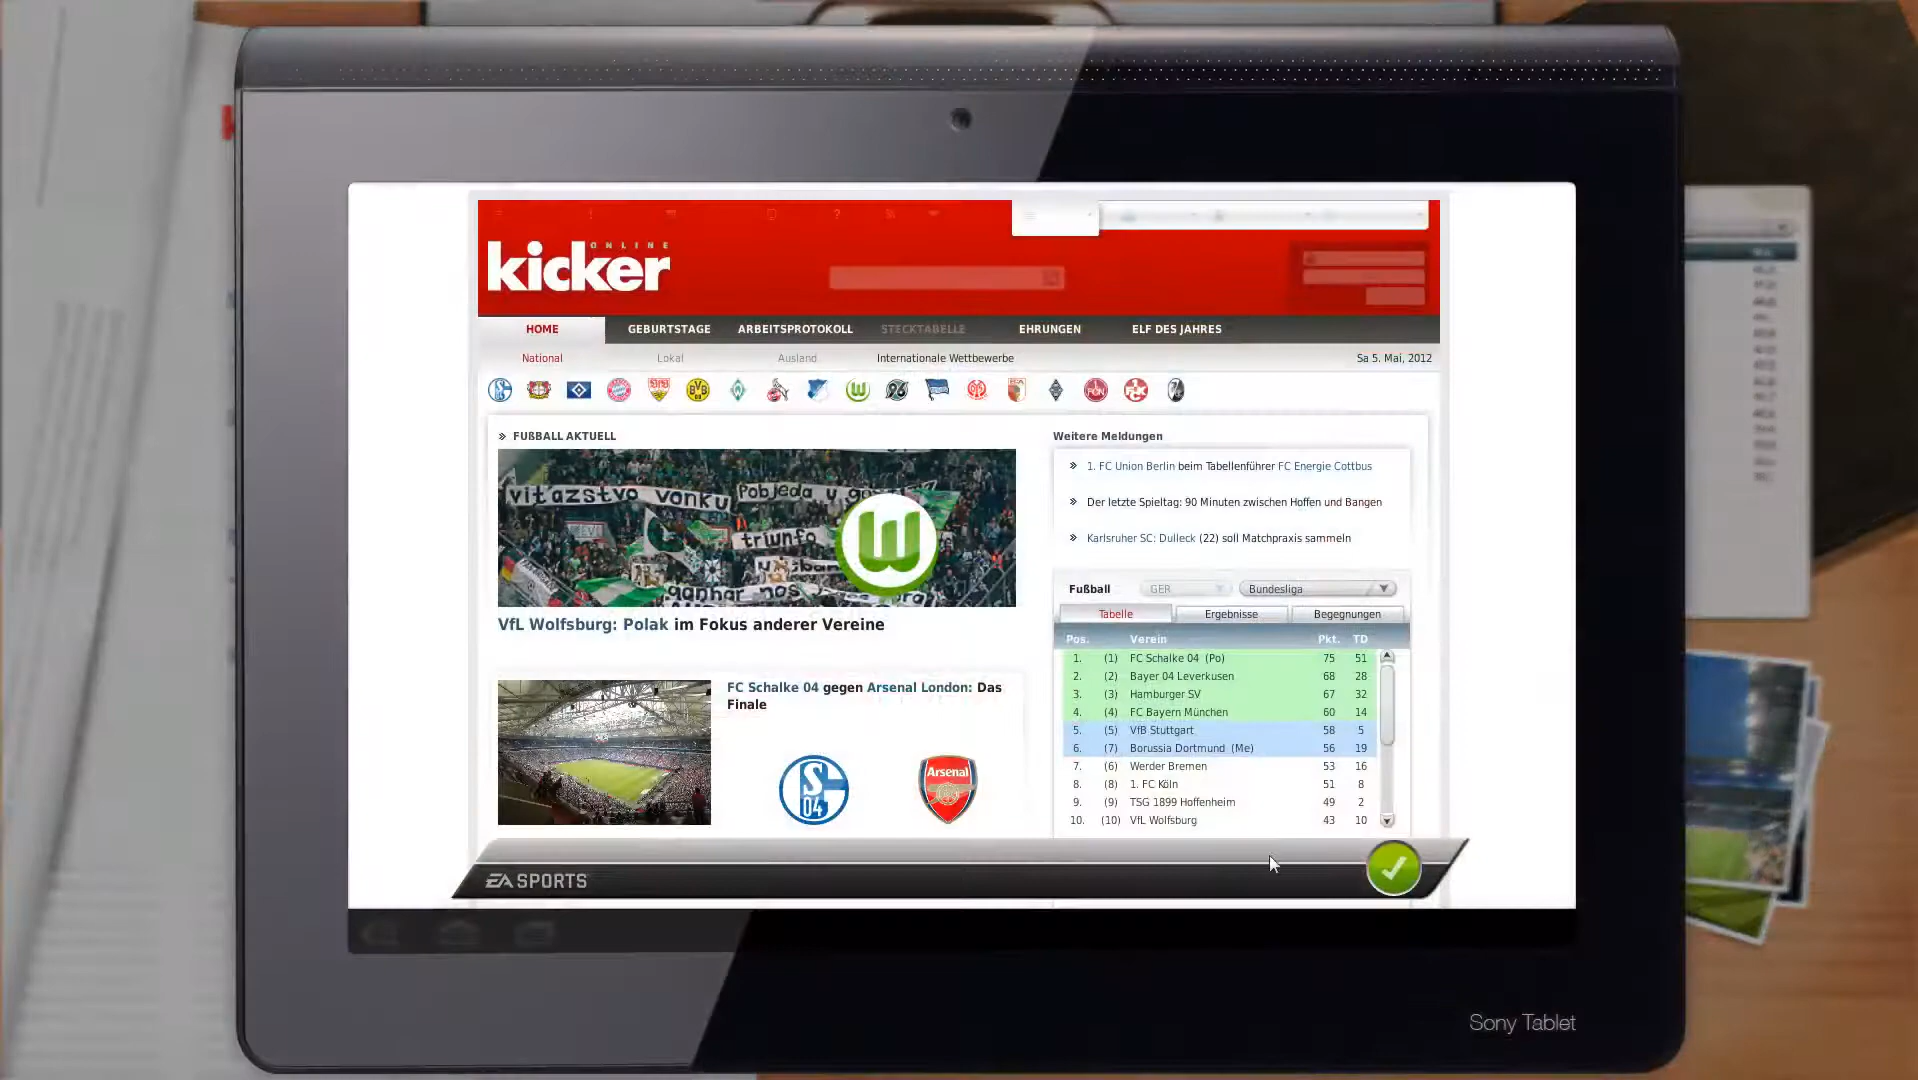 ONLINE
kicker
HOME GEBURTSTAGE ARBEITSPROTOKOLL STECKTABELLE EHRUNGEN ELF DES JAHRES
National Lokal Ausland Internationale Wettbewerbe Sa 5. Mai, 2012
FUßBALL AKTUELL
vitazstvo vonku Pobjeda u
triumfo
ganhar nos
VfL Wolfsburg: Polak im Fokus anderer Vereine
FC Schalke 04 gegen Arsenal London: Das
Finale
S 04
Arsenal
Weitere Meldungen
1. FC Union Berlin beim Tabellenführer FC Energie Cottbus
Der letzte Spieltag: 90 Minuten zwischen Hoffen und Bangen
Karlsruher SC: Dulleck (22) soll Matchpraxis sammeln
Fußball GER Bundesliga
Tabelle Ergebnisse Begegnungen
Pos. Verein Pkt. TD
1. (1) FC Schalke 04 (Po) 75 51
2. (2) Bayer 04 Leverkusen 68 28
3. (3) Hamburger SV 67 32
4. (4) FC Bayern München 60 14
5. (5) VfB Stuttgart 58 5
6. (7) Borussia Dortmund (Me) 56 19
7. (6) Werder Bremen 53 16
8. (8) 1. FC Köln 51 8
9. (9) TSG 1899 Hoffenheim 49 2
10. (10) VfL Wolfsburg 43 10
EA SPORTS
Sony Tablet